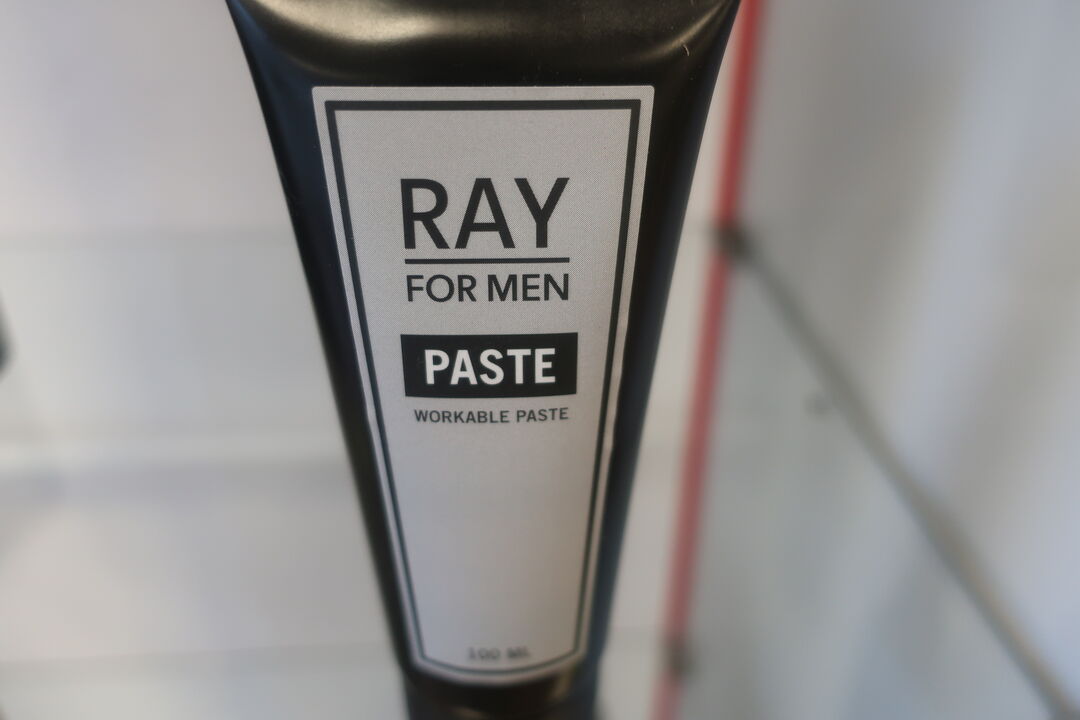 RAY
FOR MEN
PASTE
WORKABLE PASTE
100 ML